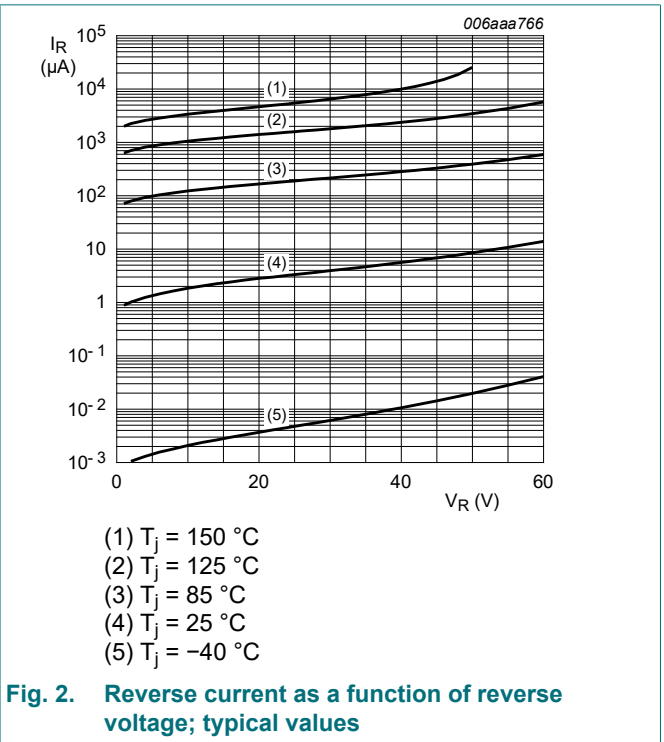 006aaa766
I_R
(μA)
10^5
10^4
10^3
10^2
10
1
10^-1
10^-2
10^-3
(1)
(2)
(3)
(4)
(5)
0 20 40 60
V_R (V)
(1) T_j = 150 °C
(2) T_j = 125 °C
(3) T_j = 85 °C
(4) T_j = 25 °C
(5) T_j = −40 °C
Fig. 2. Reverse current as a function of reverse
voltage; typical values